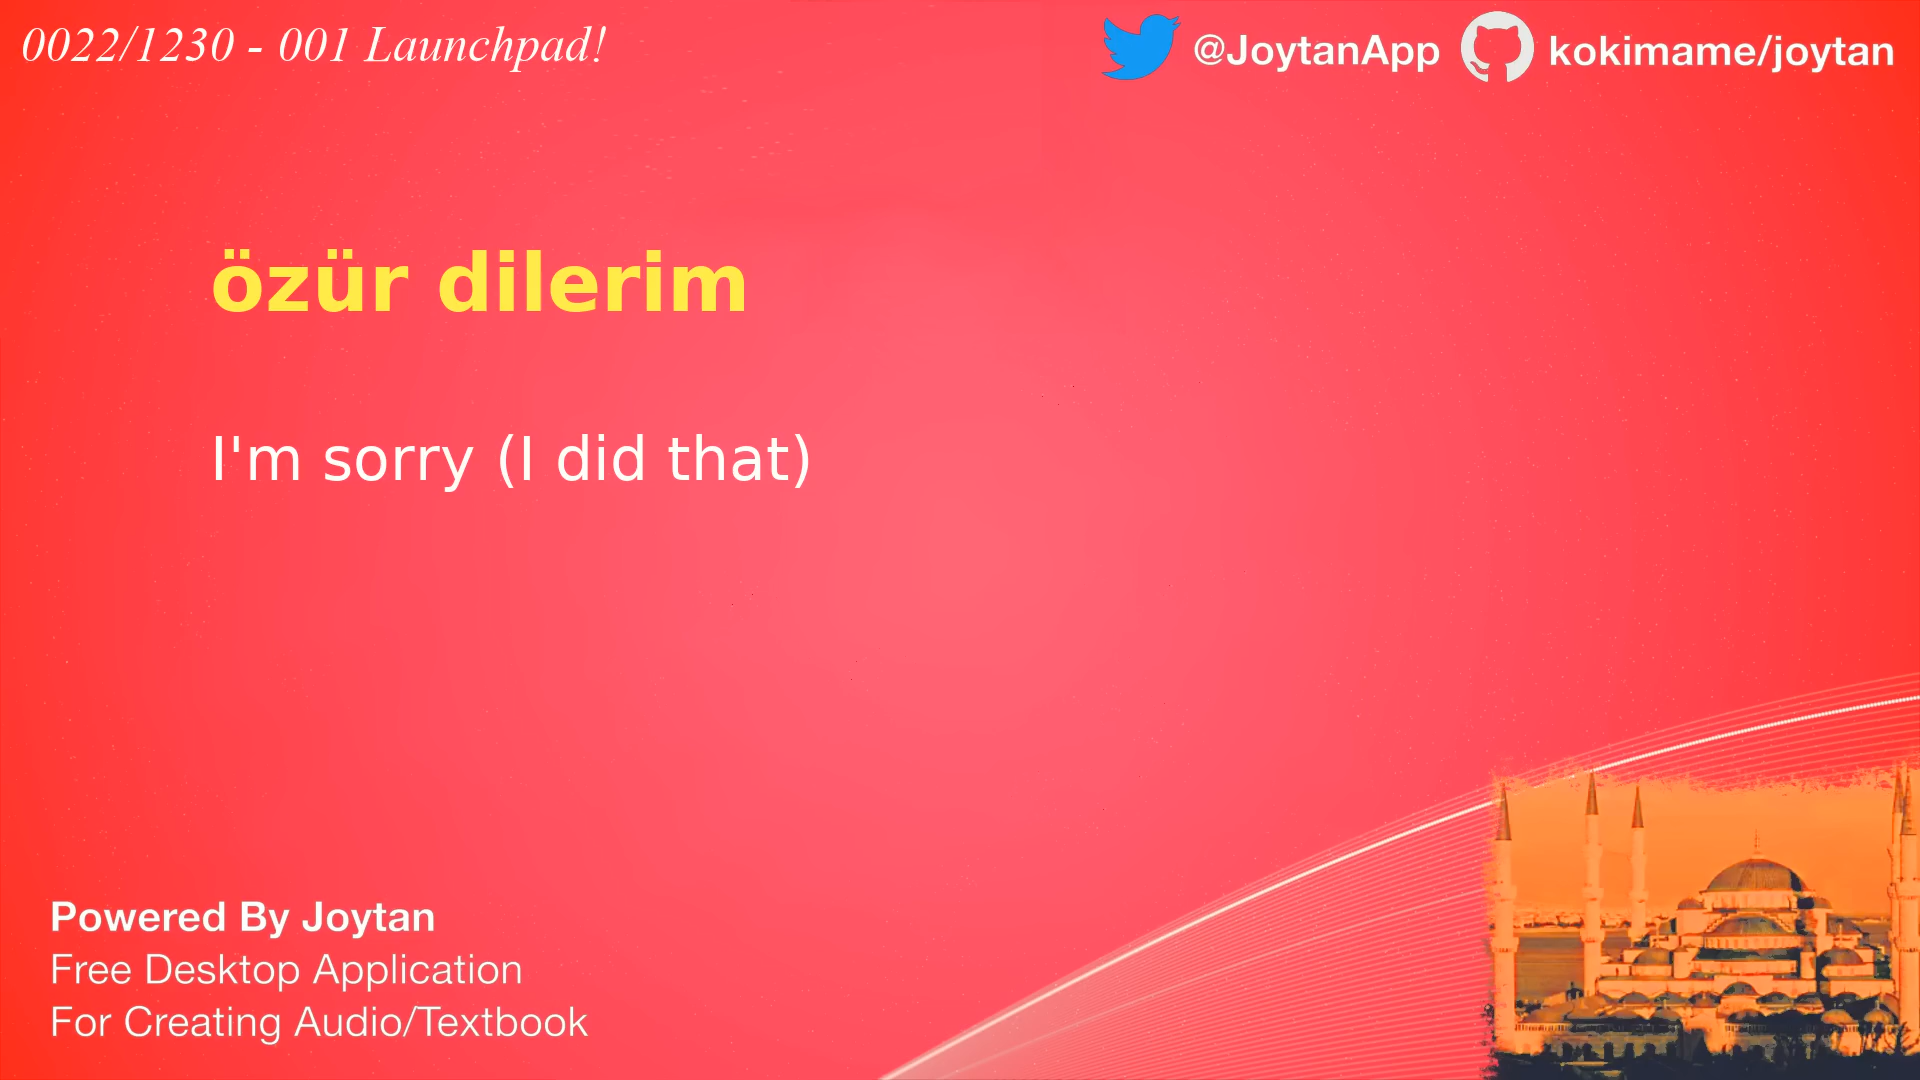 0022/1230 - 001 Launchpad!
@JoytanApp
kokimame/joytan
özür dilerim
I'm sorry (I did that)
Powered By Joytan
Free Desktop Application
For Creating Audio/Textbook